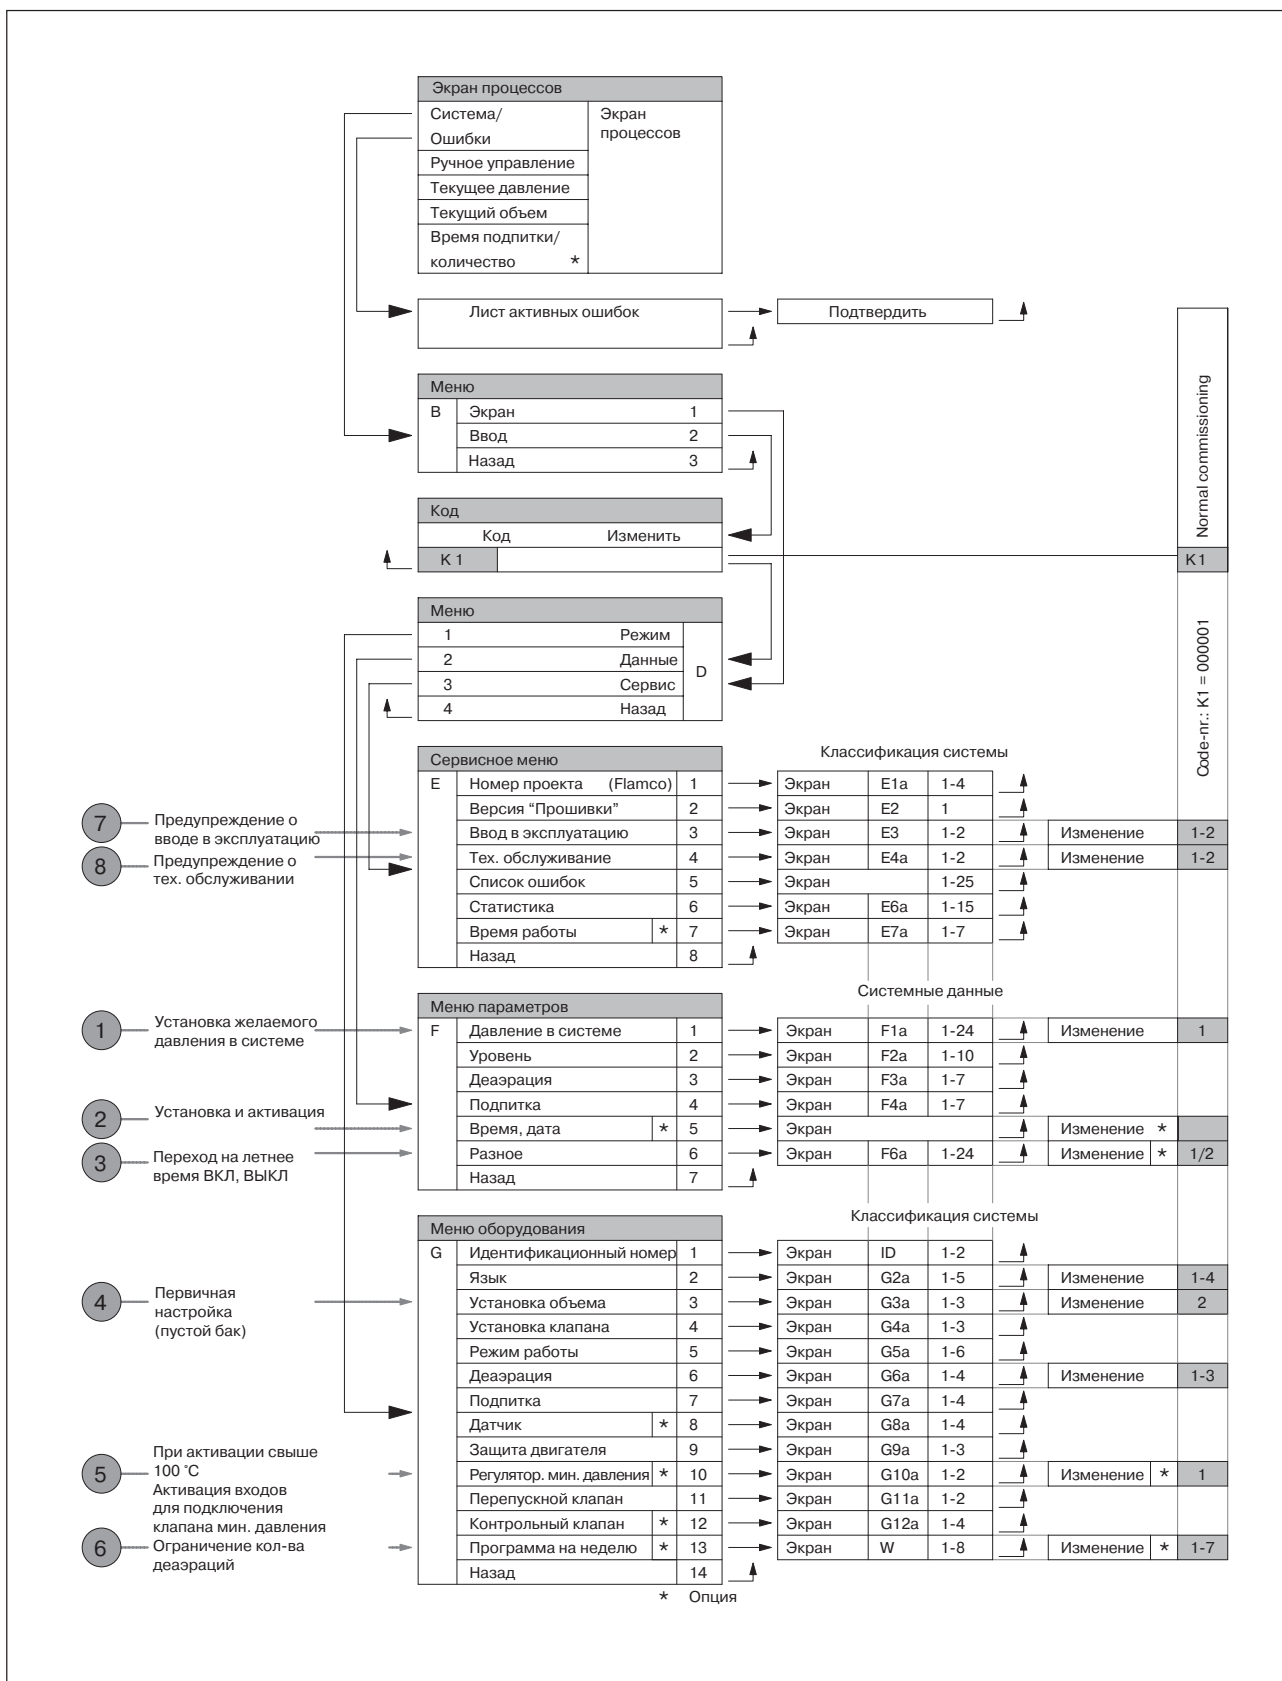 Экран процессов
Система/ Экран
Ошибки процессов
Ручное управление
Текущее давление
Текущий объем
Время подпитки/
количество *
Лист активных ошибок Подтвердить
Normal commissioning
Меню
B Экран 1
Ввод 2
Назад 3
Код
Код Изменить
K 1 K1
Code-nr.: K1 = 000001
Меню
1 Режим
2 Данные
D
3 Сервис
4 Назад
Сервисное меню Классификация системы
E Номер проекта (Flamco) 1 Экран E1a 1-4
Версия “Прошивки” 2 Экран E2 1
7 Предупреждение о
вводе в эксплуатацию
Ввод в эксплуатацию 3 Экран E3 1-2 Изменение 1-2
8 Предупреждение о
тех. обслуживании
Тех. обслуживание 4 Экран E4a 1-2 Изменение 1-2
Список ошибок 5 Экран 1-25
Статистика 6 Экран E6a 1-15
Время работы * 7 Экран E7a 1-7
Назад 8
Меню параметров Системные данные
1 Установка желаемого
давления в системе
F Давление в системе 1 Экран F1a 1-24 Изменение 1
Уровень 2 Экран F2a 1-10
Деаэрация 3 Экран F3a 1-7
Подпитка 4 Экран F4a 1-7
2 Установка и активация
Время, дата * 5 Экран Изменение *
3 Переход на летнее
время ВКЛ, ВЫКЛ
Разное 6 Экран F6a 1-24 Изменение * 1/2
Назад 7
Меню оборудования Классификация системы
G Идентификационный номер 1 Экран ID 1-2
Язык 2 Экран G2a 1-5 Изменение 1-4
4 Первичная
настройка
(пустой бак)
Установка объема 3 Экран G3a 1-3 Изменение 2
Установка клапана 4 Экран G4a 1-3
Режим работы 5 Экран G5a 1-6
Деаэрация 6 Экран G6a 1-4 Изменение 1-3
Подпитка 7 Экран G7a 1-4
Датчик * 8 Экран G8a 1-4
Защита двигателя 9 Экран G9a 1-3
5 При активации свыше
100 °C
Активация входов
для подключения
клапана мин. давления
Регулятор. мин. давления * 10 Экран G10a 1-2 Изменение * 1
Перепускной клапан 11 Экран G11a 1-2
Контрольный клапан * 12 Экран G12a 1-4
6 Ограничение кол-ва
деаэраций
Программа на неделю * 13 Экран W 1-8 Изменение * 1-7
Назад 14
* Опция